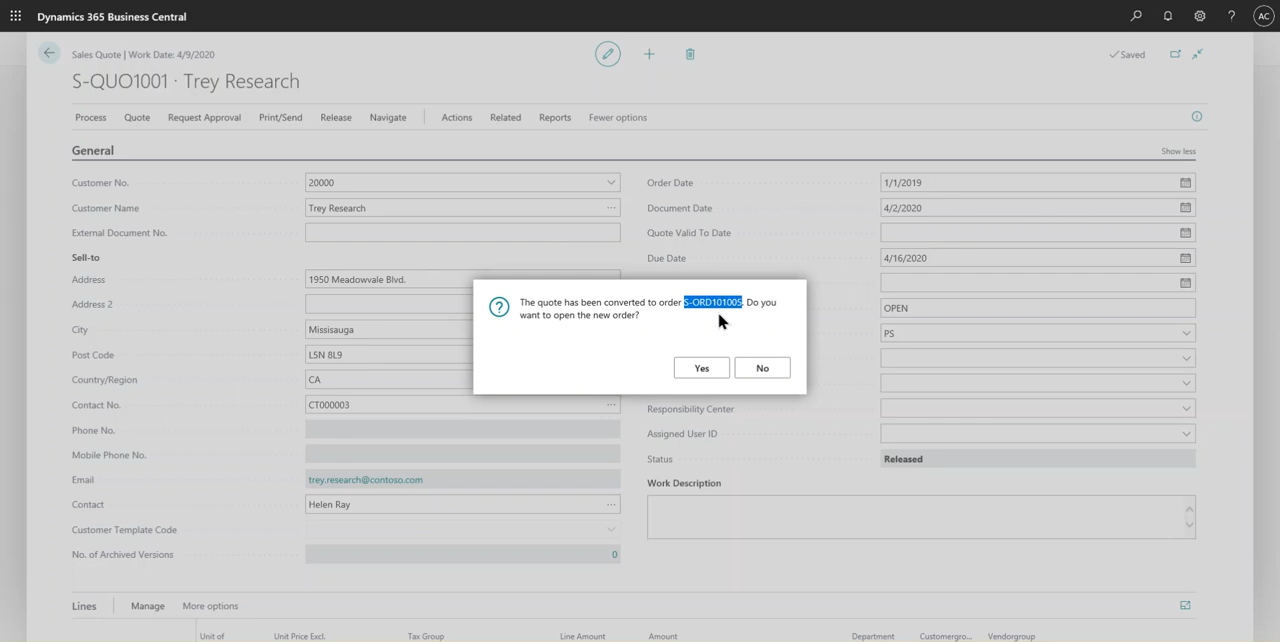 Dynamics 365 Business Central
AC
Sales Quote | Work Date: 4/9/2020
Saved
S-QUO1001 · Trey Research
Process Quote Request Approval Print/Send Release Navigate Actions Related Reports Fewer options
General
Show less
Customer No. 20000
Order Date 1/1/2019
Customer Name Trey Research
Document Date 4/2/2020
External Document No.
Quote Valid To Date
Sell-to
Due Date 4/16/2020
Address 1950 Meadowvale Blvd.
Address 2
OPEN
City Missisauga
PS
Post Code L5N 8L9
Country/Region CA
Contact No. CT000003
Responsibility Center
Phone No.
Assigned User ID
Mobile Phone No.
Status Released
Email trey.research@contoso.com
Work Description
Contact Helen Ray
Customer Template Code
No. of Archived Versions 0
The quote has been converted to order S-ORD101005. Do you
want to open the new order?
Yes No
Lines Manage More options
Unit of Unit Price Excl. Tax Group Line Amount Amount Department Customergro... Vendorgroup